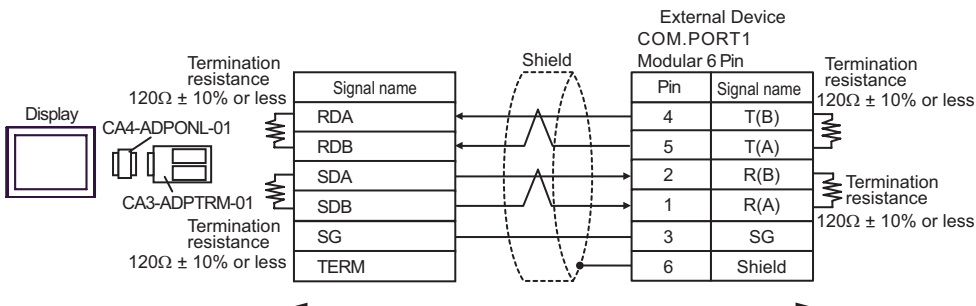 External Device
COM.PORT1
Modular 6 Pin
Shield
Termination
resistance
120Ω ± 10% or less
Termination
resistance
120Ω ± 10% or less
Display
CA4-ADPONL-01
CA3-ADPTRM-01
Signal name
RDA
RDB
SDA
SDB
SG
TERM
Pin Signal name
4 T(B)
5 T(A)
2 R(B)
1 R(A)
3 SG
6 Shield
Termination
resistance
120Ω ± 10% or less
Termination
resistance
120Ω ± 10% or less